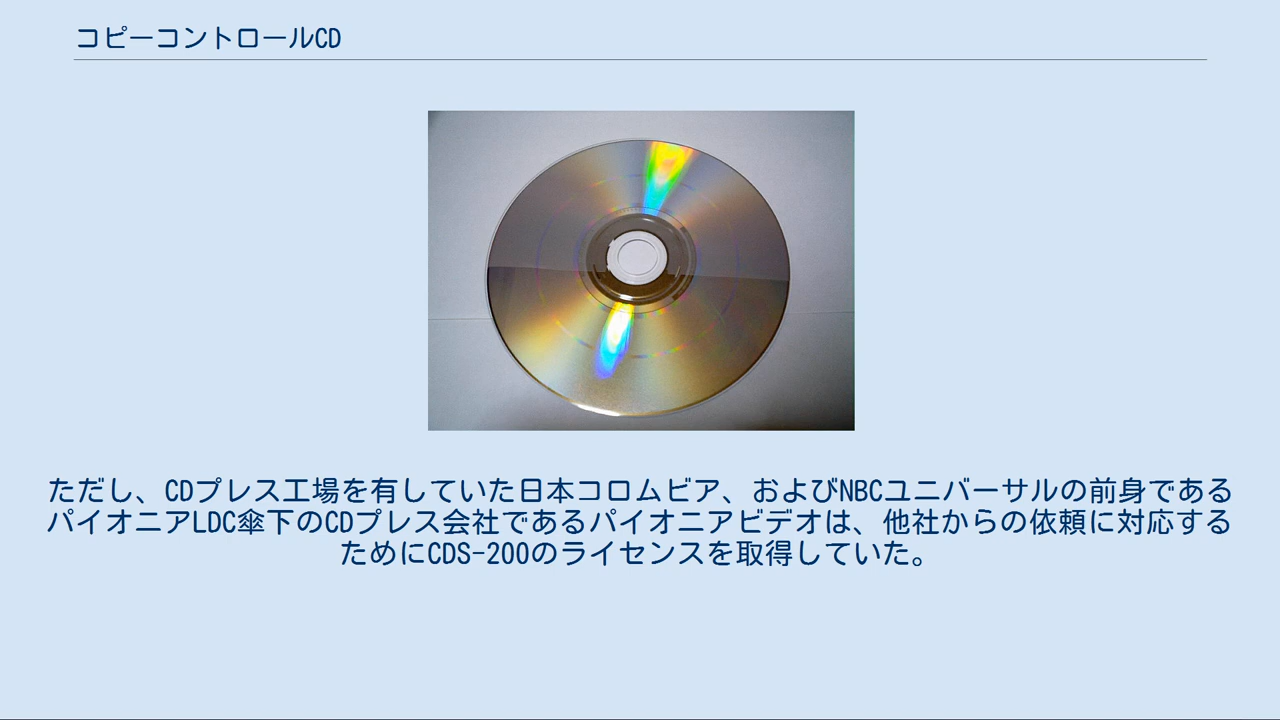 コピーコントロールCD
ただし、CDプレス工場を有していた日本コロムビア、およびNBCユニバーサルの前身である
パイオニアLDC傘下のCDプレス会社であるパイオニアビデオは、他社からの依頼に対応する
ためにCDS-200のライセンスを取得していた。